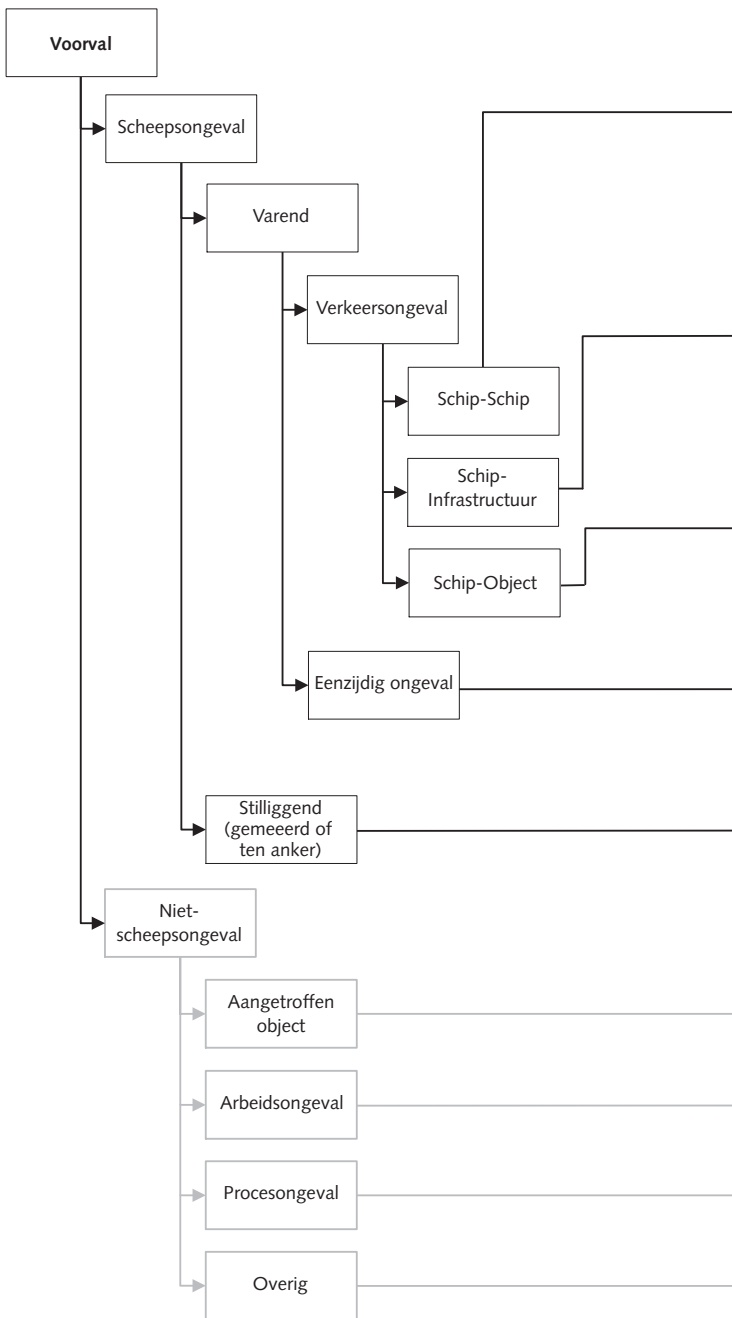 Voorval
Scheepsongeval
Varend
Verkeersongeval
Schip-Schip
Schip-
Infrastructuur
Schip-Object
Eenzijdig ongeval
Stilliggend
(gemeerd of
ten anker)
Niet-
scheepsongeval
Aangetroffen
object
Arbeidsongeval
Procesongeval
Overig